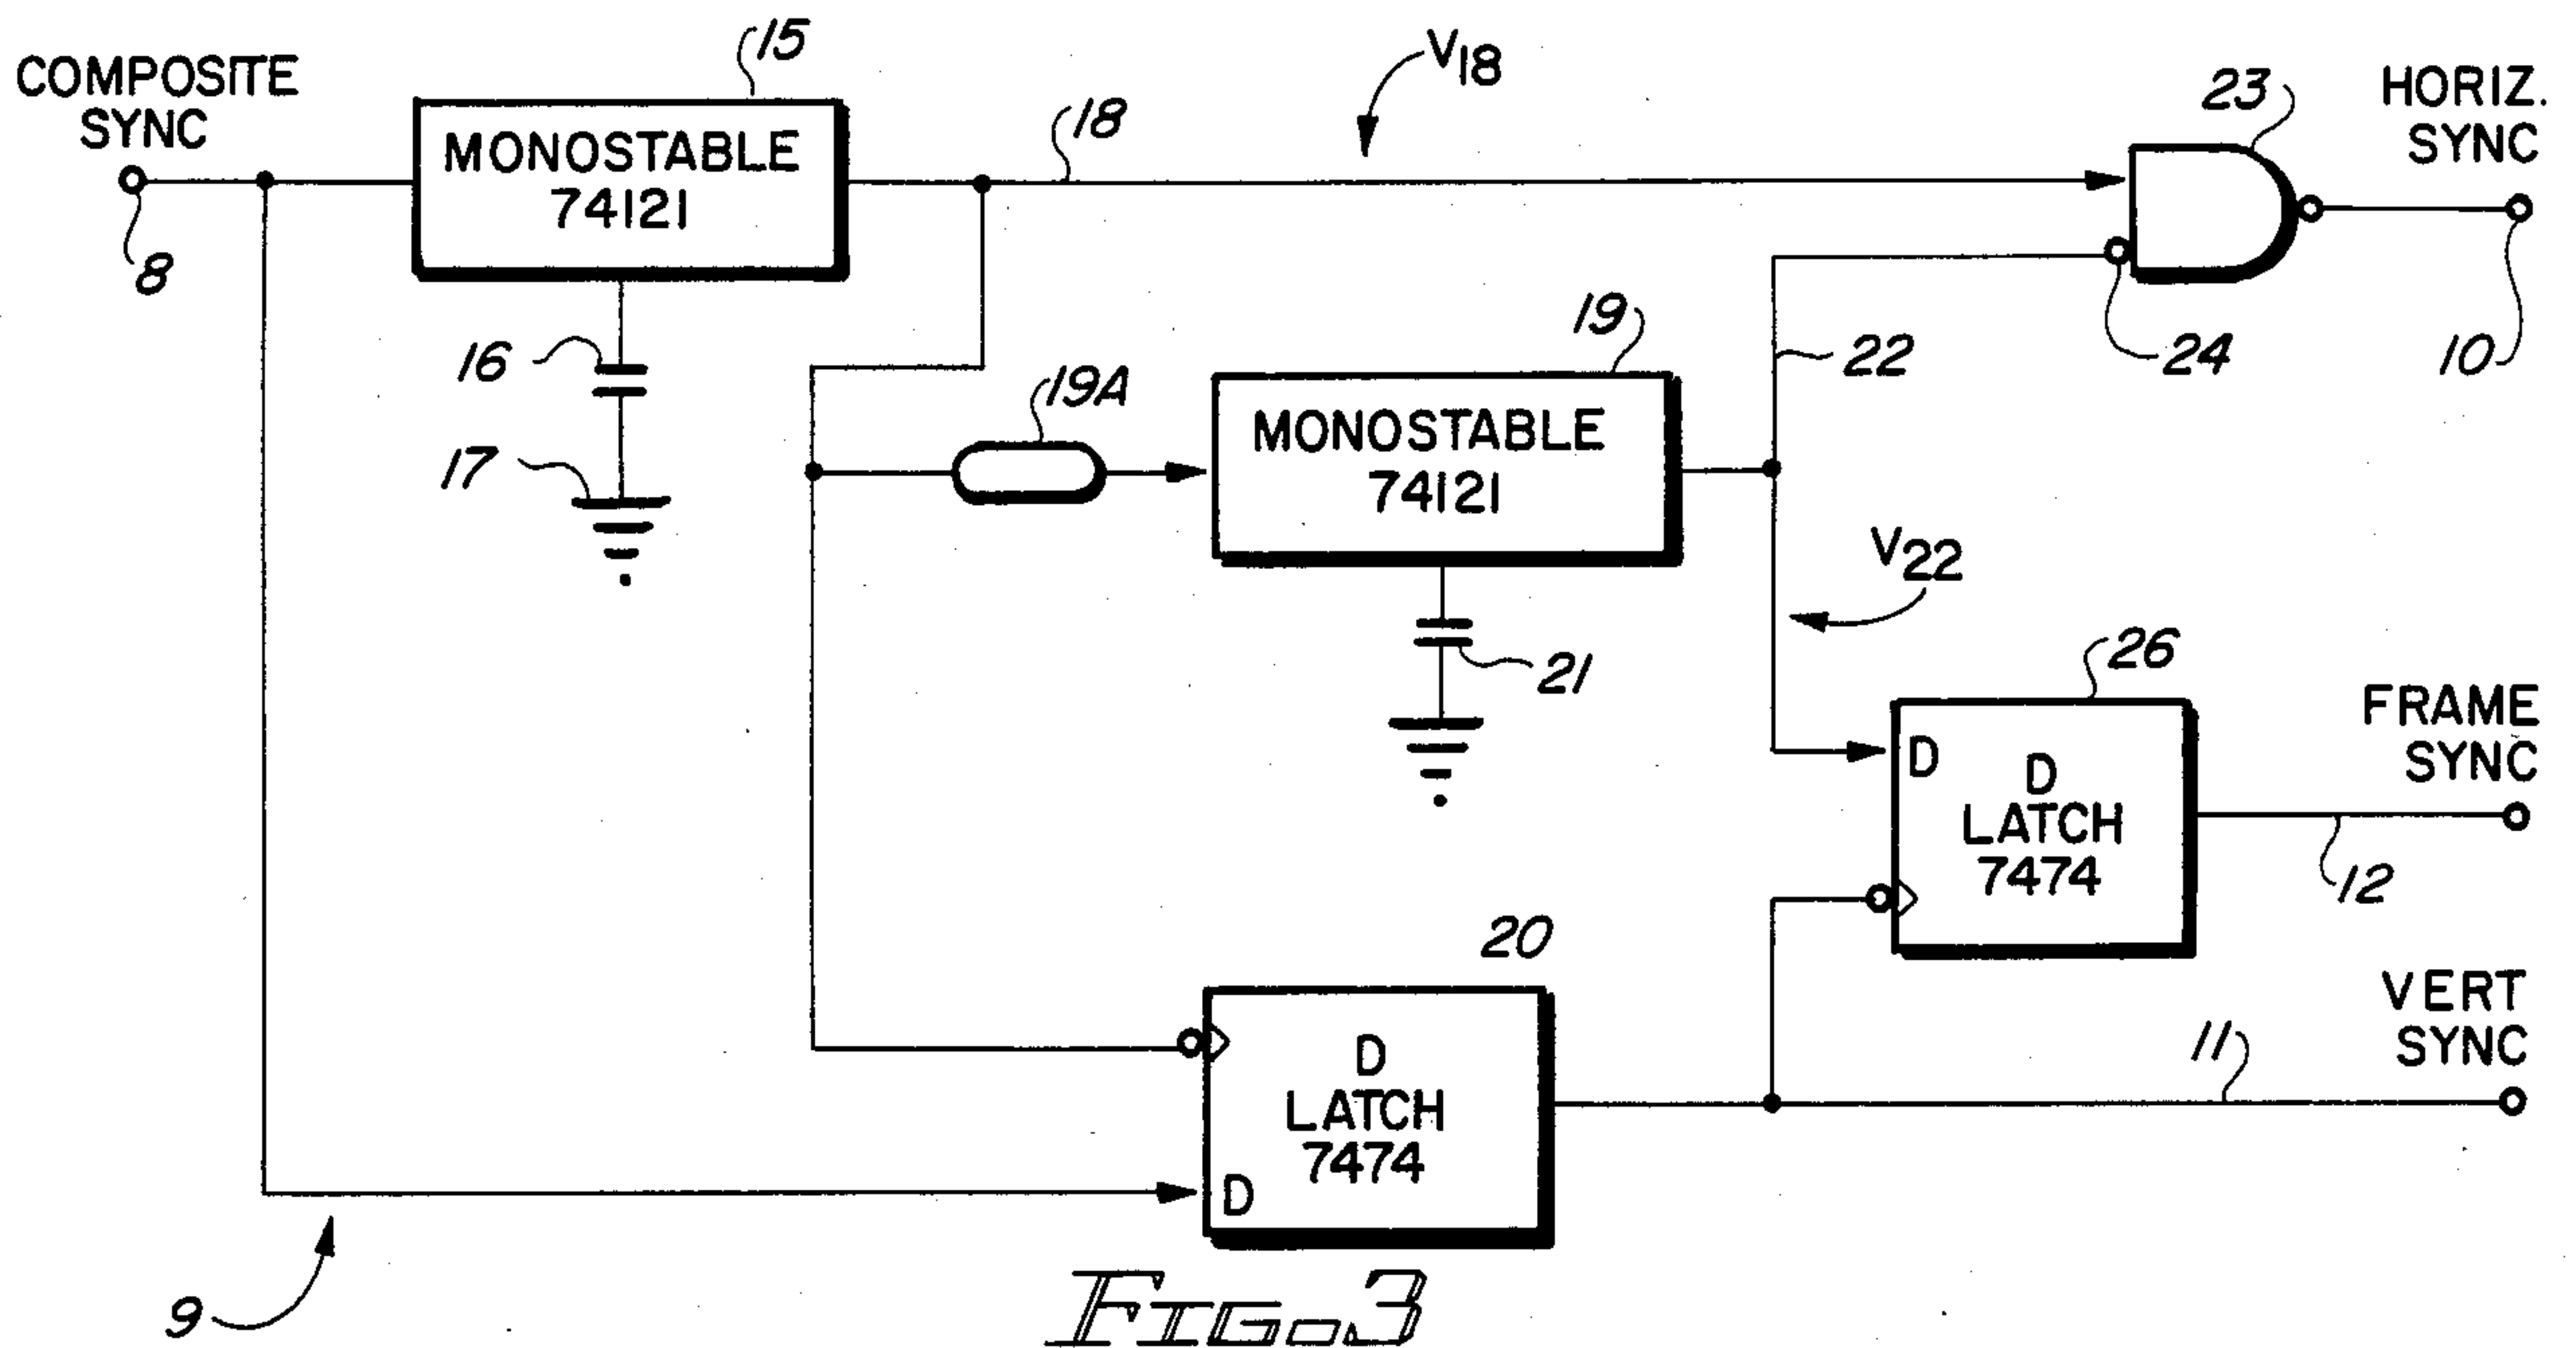 COMPOSITE
SYNC
8
15
MONOSTABLE
74121
16
17
18
V18
23
HORIZ.
SYNC
10
24
22
19A
19
MONOSTABLE
74121
21
V22
26
D
D
LATCH
7474
FRAME
SYNC
12
20
D
LATCH
7474
D
VERT
SYNC
11
9
FIG. 3